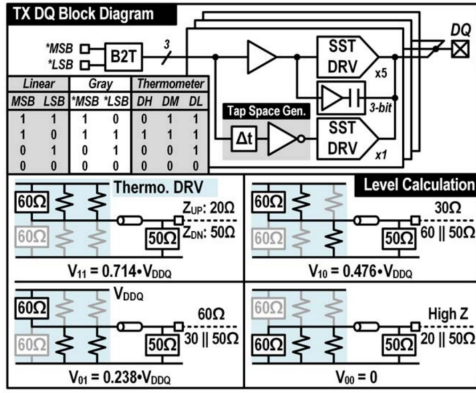 TX DQ Block Diagram
*MSB
*LSB
B2T
3
SST
DRV
x5
DQ
3-bit
Tap Space Gen.
Δt
SST
DRV
x1
Linear Gray Thermometer
MSB LSB *MSB *LSB DH DM DL
1 1 1 0 0 1 1
1 0 1 1 1 1 1
0 1 0 1 0 0 1
0 0 0 0 0 0 0
Thermo. DRV
60Ω
60Ω
50Ω
ZUP: 20Ω
ZDN: 50Ω
V11 = 0.714•VDDQ
Level Calculation
60Ω
60Ω
50Ω
30Ω
60 || 50Ω
V10 = 0.476•VDDQ
VDDQ
60Ω
60Ω
50Ω
60Ω
30 || 50Ω
V01 = 0.238•VDDQ
60Ω
60Ω
50Ω
High Z
20 || 50Ω
V00 = 0